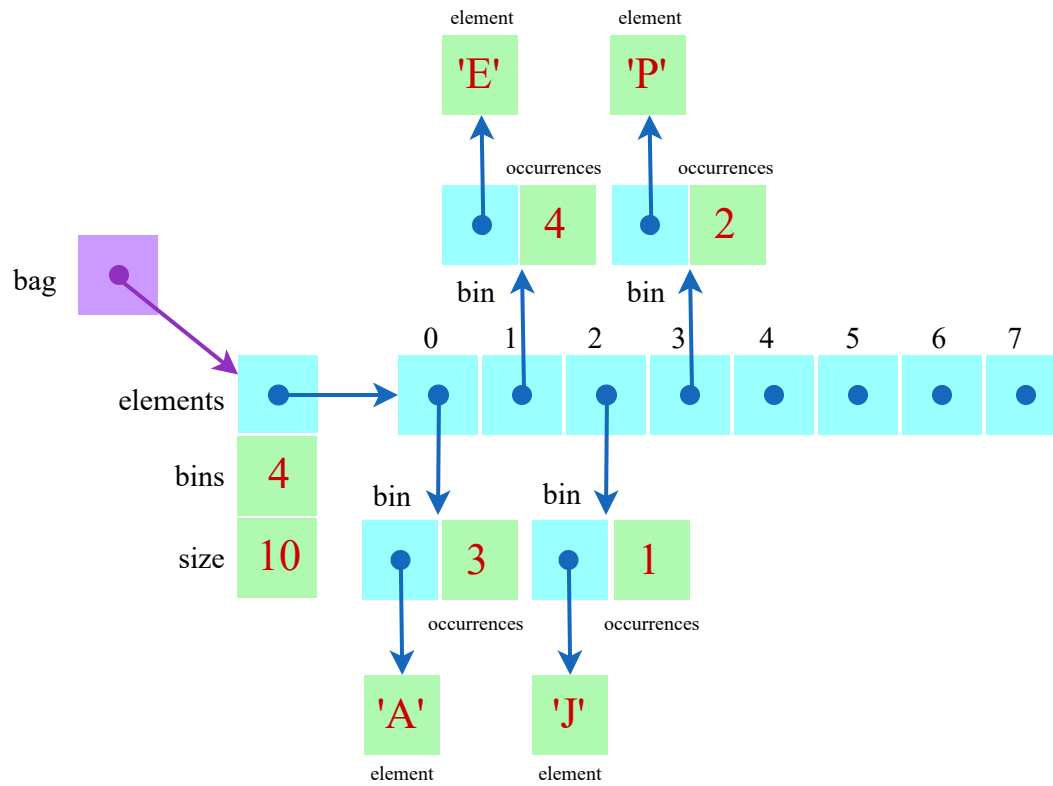 element element
'E' 'P'
occurrences occurrences
4 2
bag
bin bin
0 1 2 3 4 5 6 7
elements
bins 4
bin bin
size 10
3 1
occurrences occurrences
'A' 'J'
element element